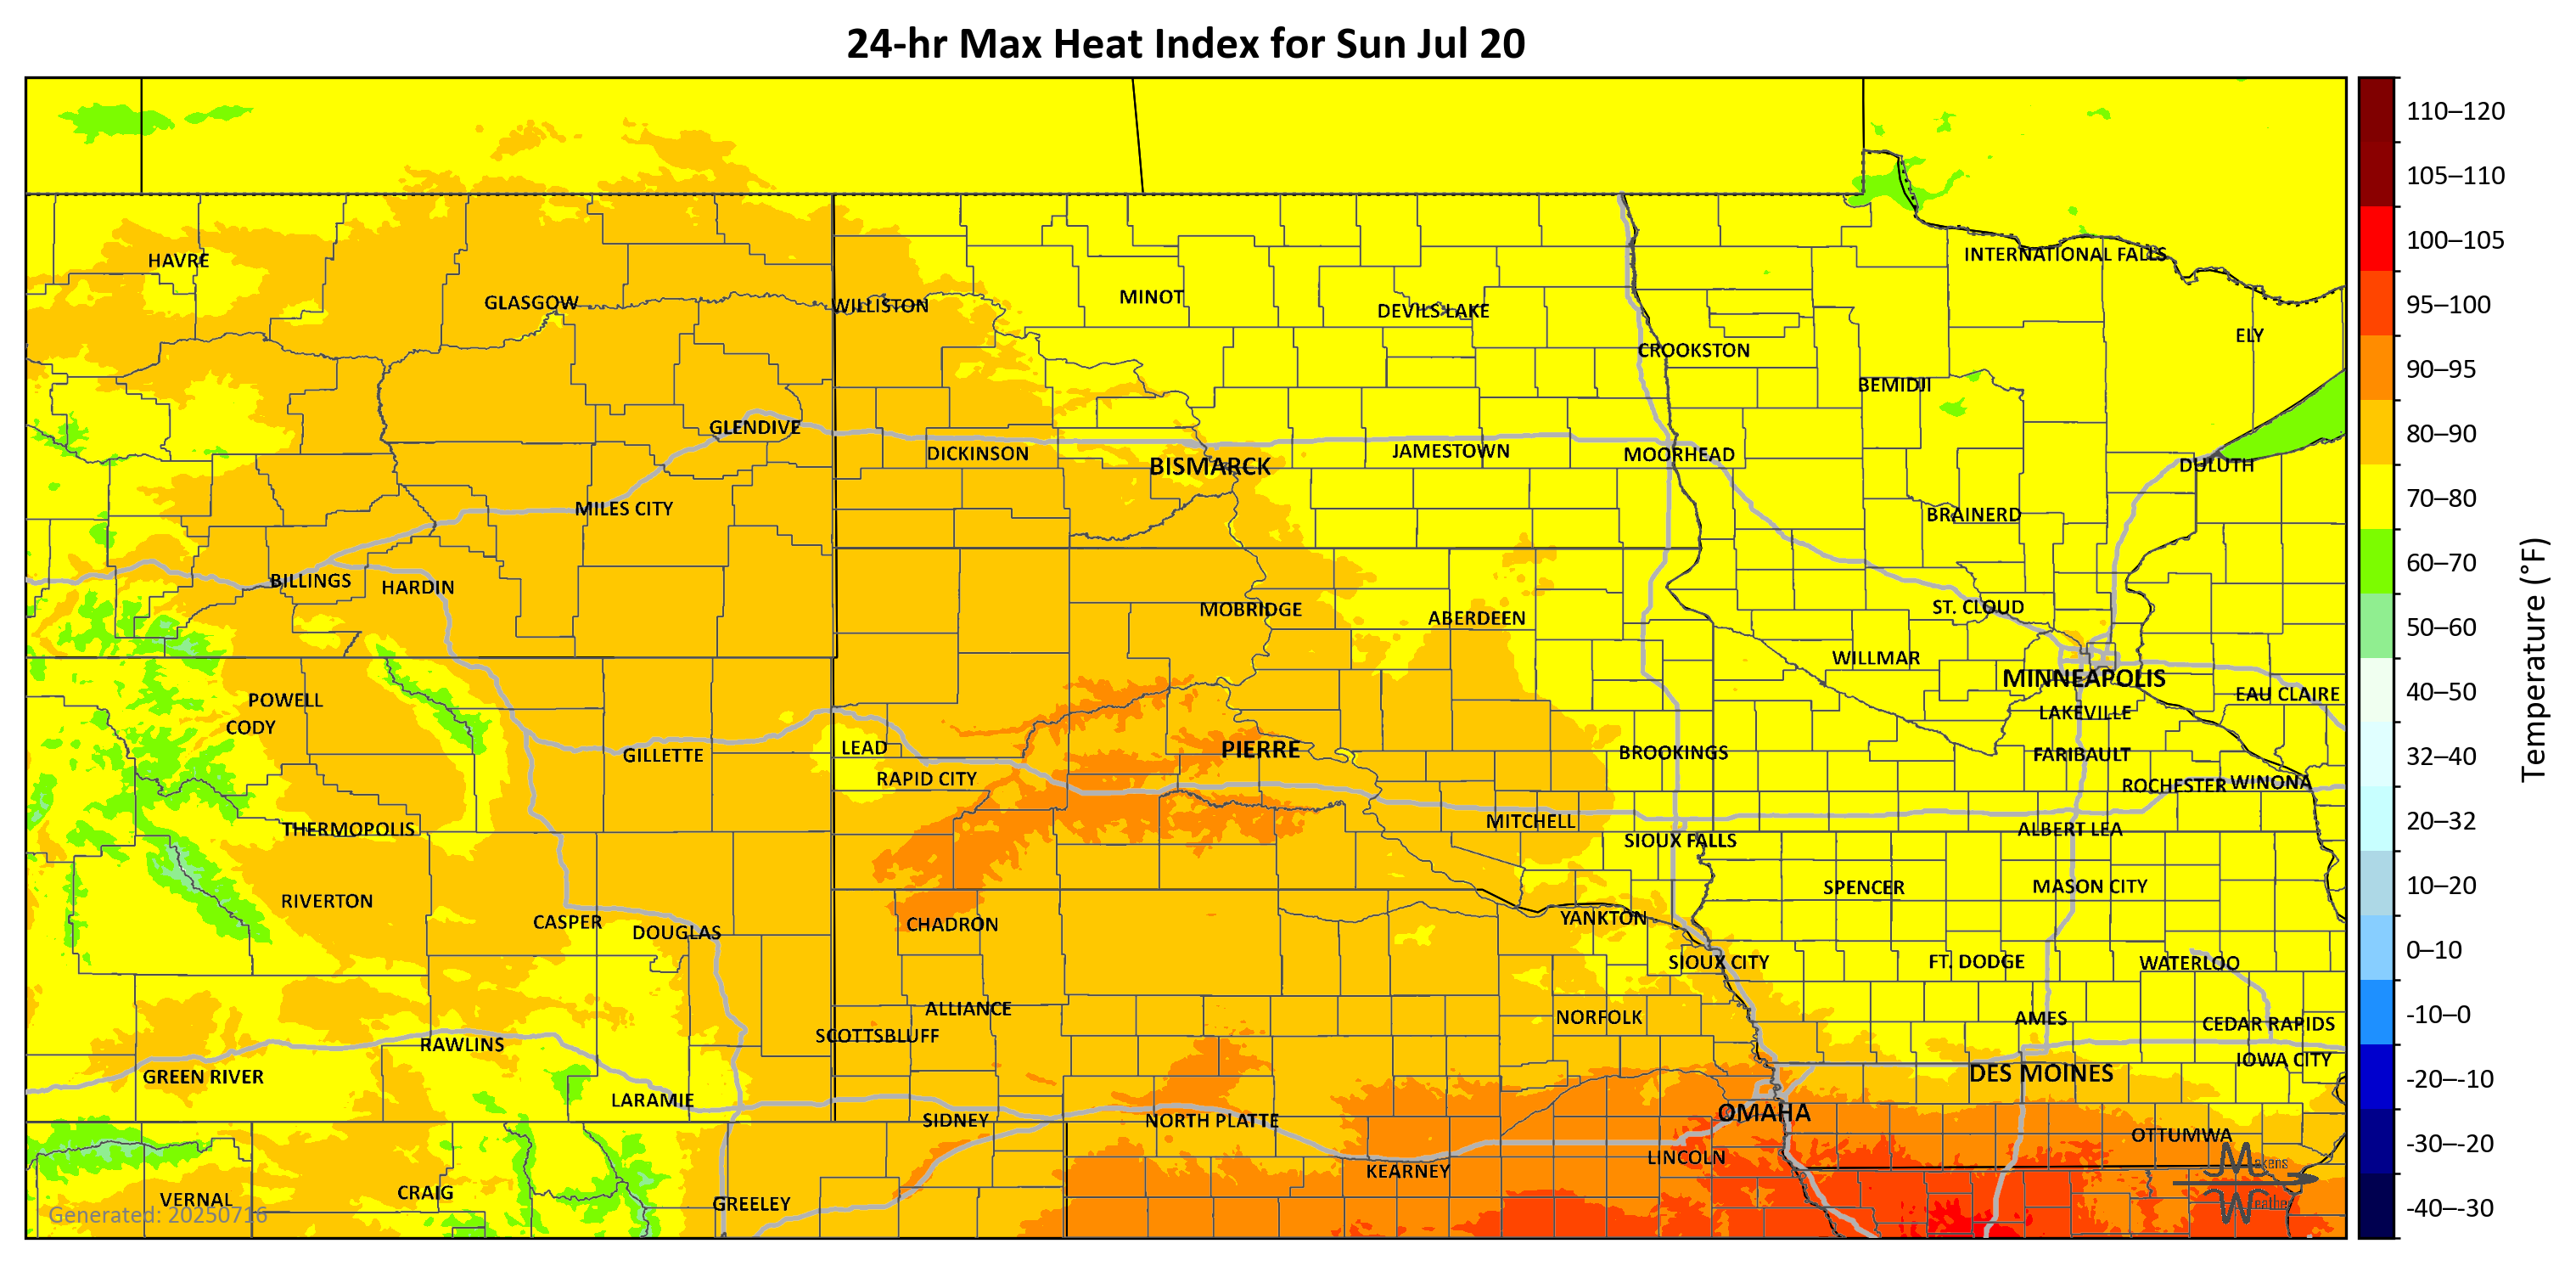 24-hr Max Heat Index for Sun Jul 20
110–120
105–110
100–105
95–100
90–95
80–90
70–80
60–70
50–60
40–50
32–40
20–32
10–20
0–10
-10–0
-20–-10
-30–-20
-40–-30
Temperature (°F)
HAVRE
GLASGOW
WILLISTON
MINOT
DEVILS LAKE
INTERNATIONAL FALLS
ELY
CROOKSTON
BEMIDJI
GLENDIVE
DICKINSON
BISMARCK
JAMESTOWN
MOORHEAD
DULUTH
MILES CITY
BRAINERD
BILLINGS
HARDIN
MOBRIDGE
ABERDEEN
ST. CLOUD
WILLMAR
MINNEAPOLIS
EAU CLAIRE
POWELL
CODY
LAKEVILLE
GILLETTE
LEAD
RAPID CITY
PIERRE
BROOKINGS
FARIBAULT
ROCHESTER
WINONA
THERMOPOLIS
MITCHELL
SIOUX FALLS
ALBERT LEA
RIVERTON
CASPER
DOUGLAS
CHADRON
YANKTON
SPENCER
MASON CITY
SIOUX CITY
FT. DODGE
WATERLOO
ALLIANCE
SCOTTSBLUFF
NORFOLK
AMES
CEDAR RAPIDS
RAWLINS
IOWA CITY
GREEN RIVER
LARAMIE
SIDNEY
NORTH PLATTE
OMAHA
DES MOINES
OTTUMWA
KEARNEY
LINCOLN
VERNAL
CRAIG
GREELEY
Generated: 20250716
Makens
Weather